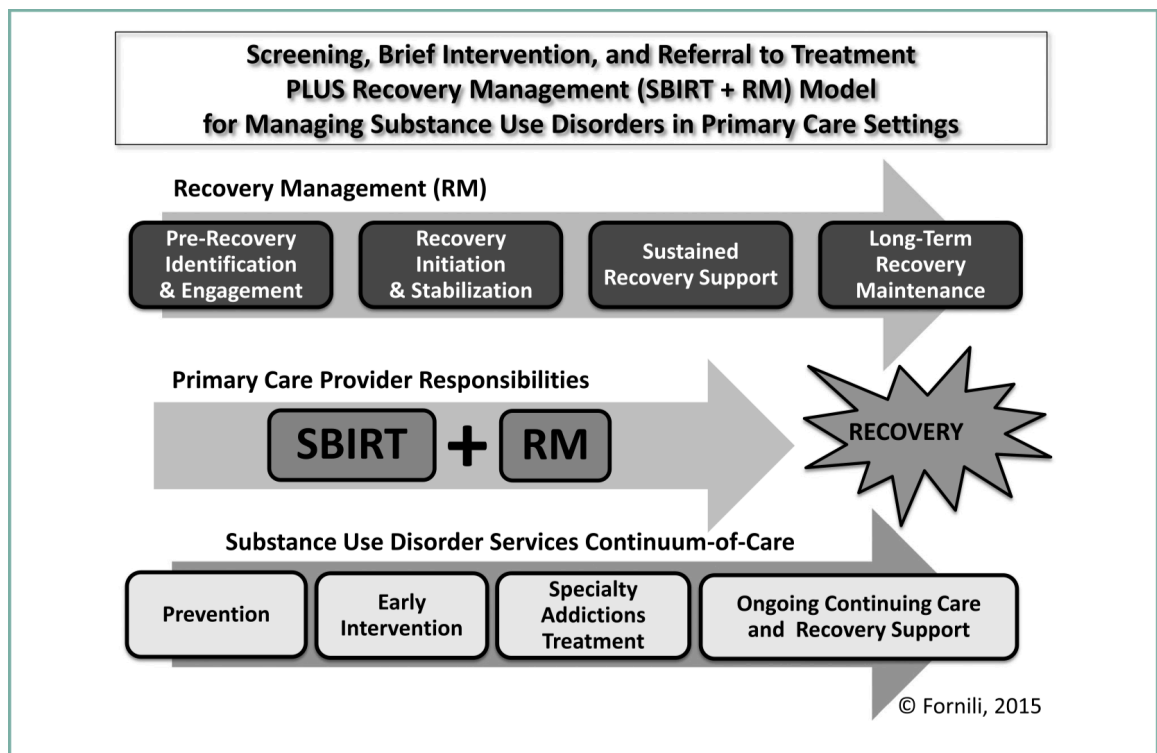 Screening, Brief Intervention, and Referral to Treatment
PLUS Recovery Management (SBIRT + RM) Model
for Managing Substance Use Disorders in Primary Care Settings
Recovery Management (RM)
Pre-Recovery
Identification
& Engagement
Recovery
Initiation
& Stabilization
Sustained
Recovery Support
Long-Term
Recovery
Maintenance
Primary Care Provider Responsibilities
SBIRT + RM
RECOVERY
Substance Use Disorder Services Continuum-of-Care
Prevention
Early
Intervention
Specialty
Addictions
Treatment
Ongoing Continuing Care
and Recovery Support
© Fornili, 2015